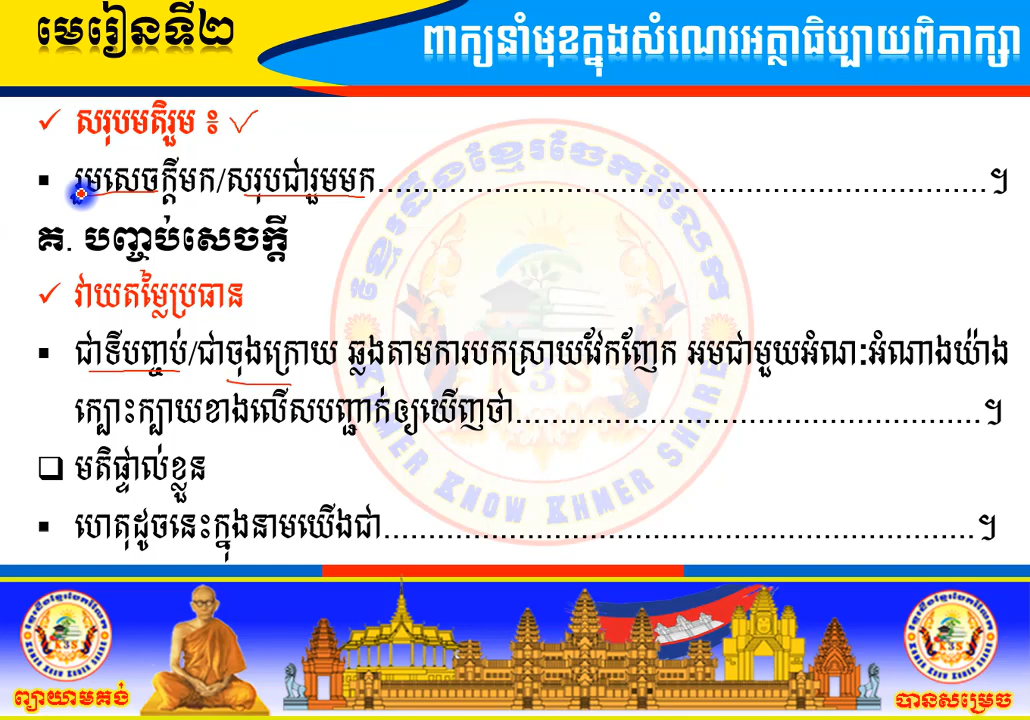 មេរៀនទី២
ពាក្យនាំមុខក្នុងសំណេរអត្ថាធិប្បាយពិភាក្សា
✓ សរុបមតិរួម ៖ ✓
▪ រួមសេចក្ដីមក/សរុបជារួមមក..........................................................................................។
គ. បញ្ចប់សេចក្ដី
✓ វាយតម្លៃប្រធាន
▪ ជាទីបញ្ចប់/ជាចុងក្រោយ ឆ្លងតាមការបកស្រាយវែកញែក អមជាមួយអំណះអំណាងយ៉ាង
ក្បោះក្បាយខាងលើសបញ្ជាក់ឲ្យឃើញថា......................................................................។
❑ មតិផ្ទាល់ខ្លួន
▪ ហេតុដូចនេះក្នុងនាមយើងជា........................................................................................។
KHMER KNOW KHMER SHARE
K3S
ព្យាយាមគង់
បានសម្រេច